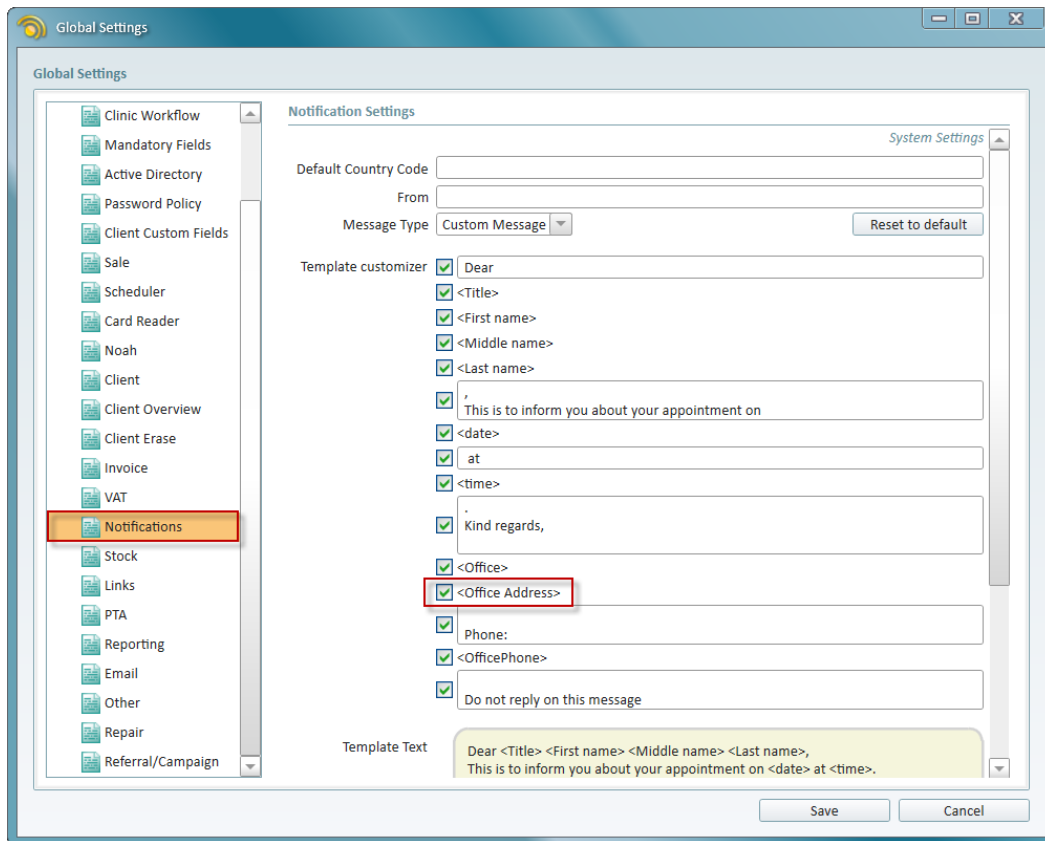 Global Settings
Global Settings
Clinic Workflow
Mandatory Fields
Active Directory
Password Policy
Client Custom Fields
Sale
Scheduler
Card Reader
Noah
Client
Client Overview
Client Erase
Invoice
VAT
Notifications
Stock
Links
PTA
Reporting
Email
Other
Repair
Referral/Campaign
Notification Settings
System Settings
Default Country Code
From
Message Type Custom Message Reset to default
Template customizer Dear
<Title>
<First name>
<Middle name>
<Last name>
,
This is to inform you about your appointment on
<date>
at
<time>
.
Kind regards,
<Office>
<Office Address>
Phone:
<OfficePhone>
Do not reply on this message
Template Text Dear <Title> <First name> <Middle name> <Last name>,
This is to inform you about your appointment on <date> at <time>.
Save Cancel